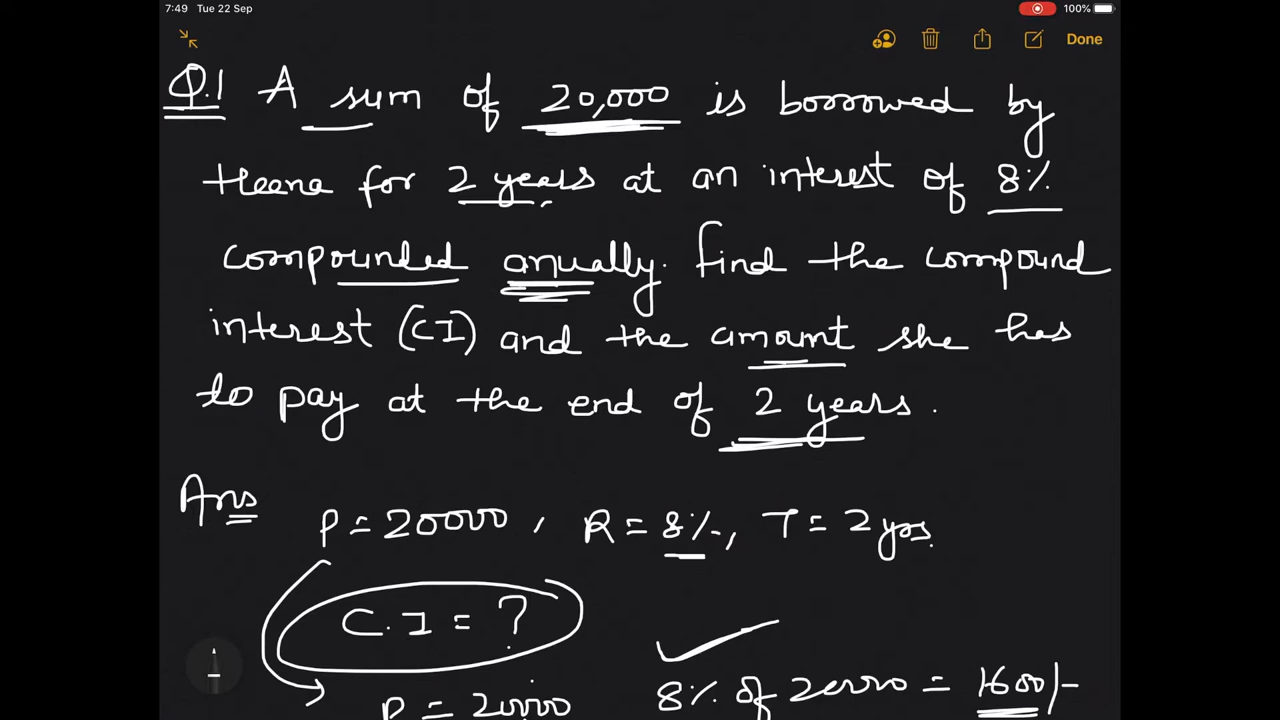 7:49 Tue 22 Sep
100%
Done
Q.1 A sum of 20,000 is borrowed by
Heena for 2 years at an interest of 8%
compounded anually. find the compound
interest (CI) and the amount she has
to pay at the end of 2 years.
Ans
P = 20000, R = 8%, T = 2 yrs.
C.I = ?
8% of 20000 = 1600/-
P = 20000